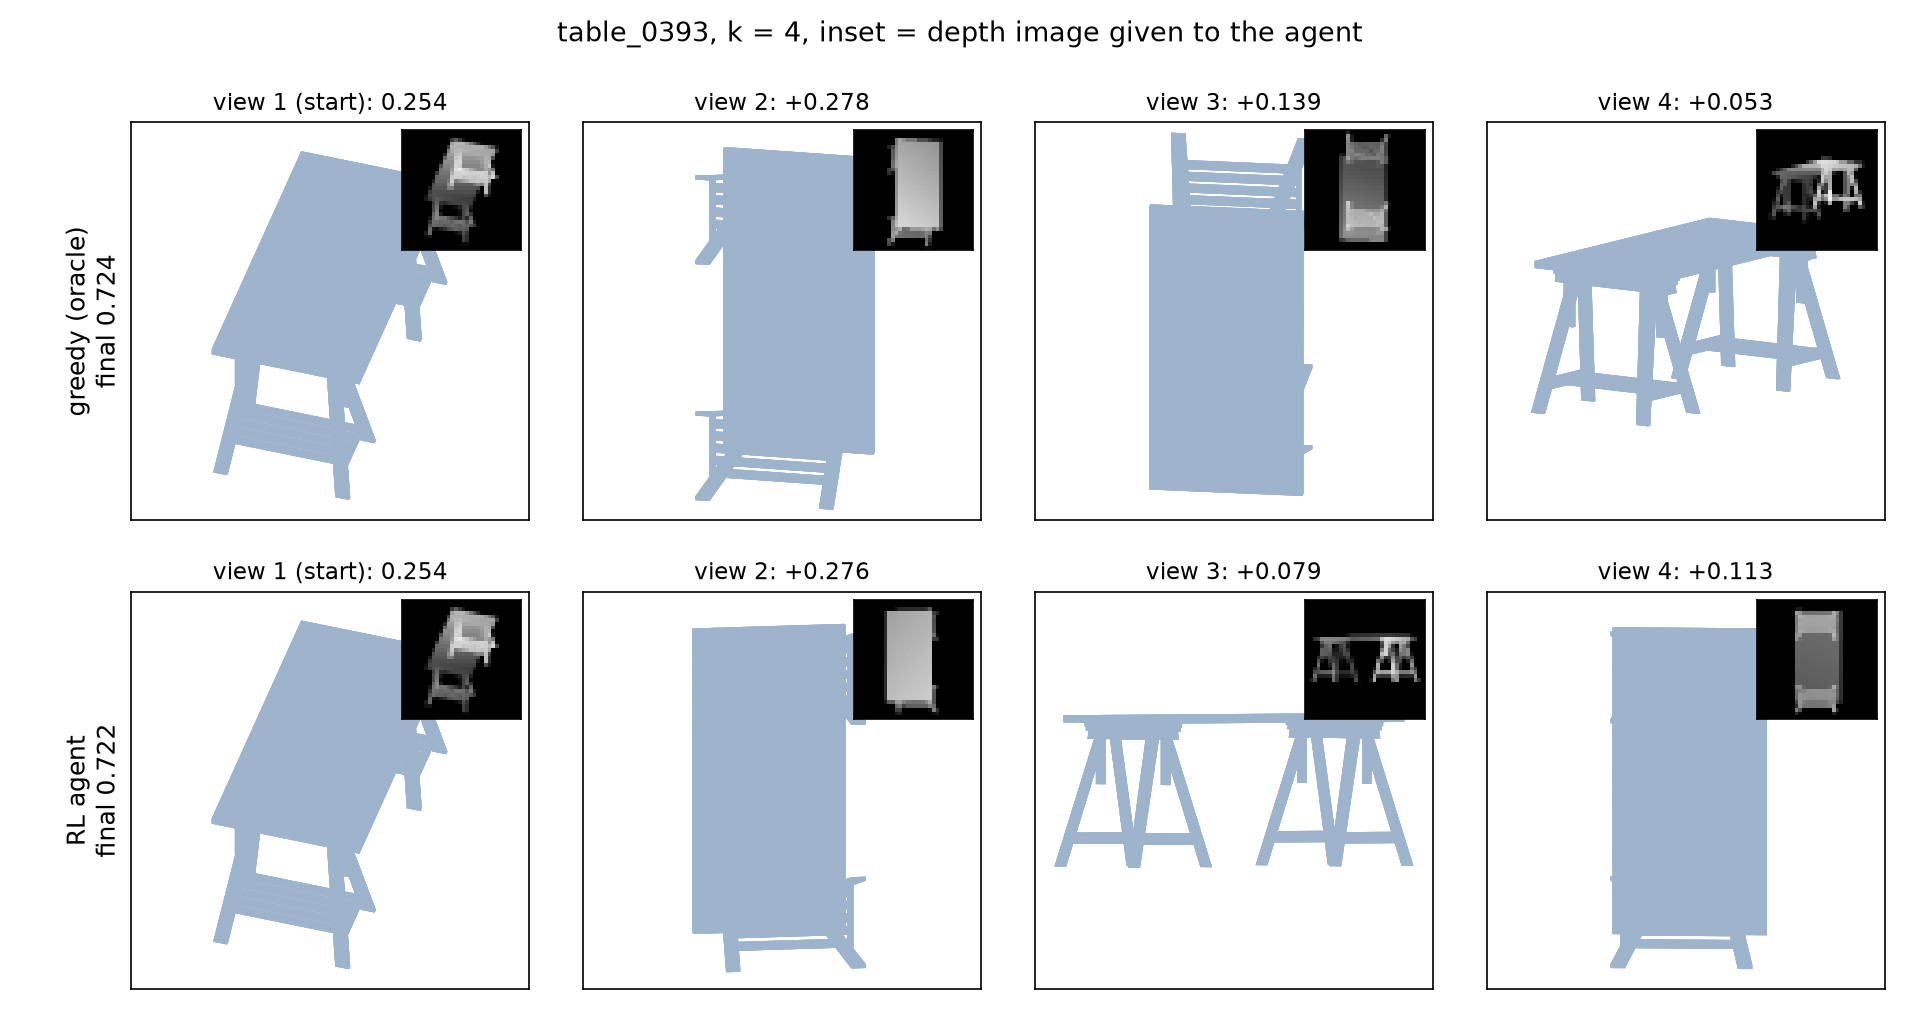 table_0393, k = 4, inset = depth image given to the agent
view 1 (start): 0.254
view 2: +0.278
view 3: +0.139
view 4: +0.053
greedy (oracle)
final 0.724
view 1 (start): 0.254
view 2: +0.276
view 3: +0.079
view 4: +0.113
RL agent
final 0.722